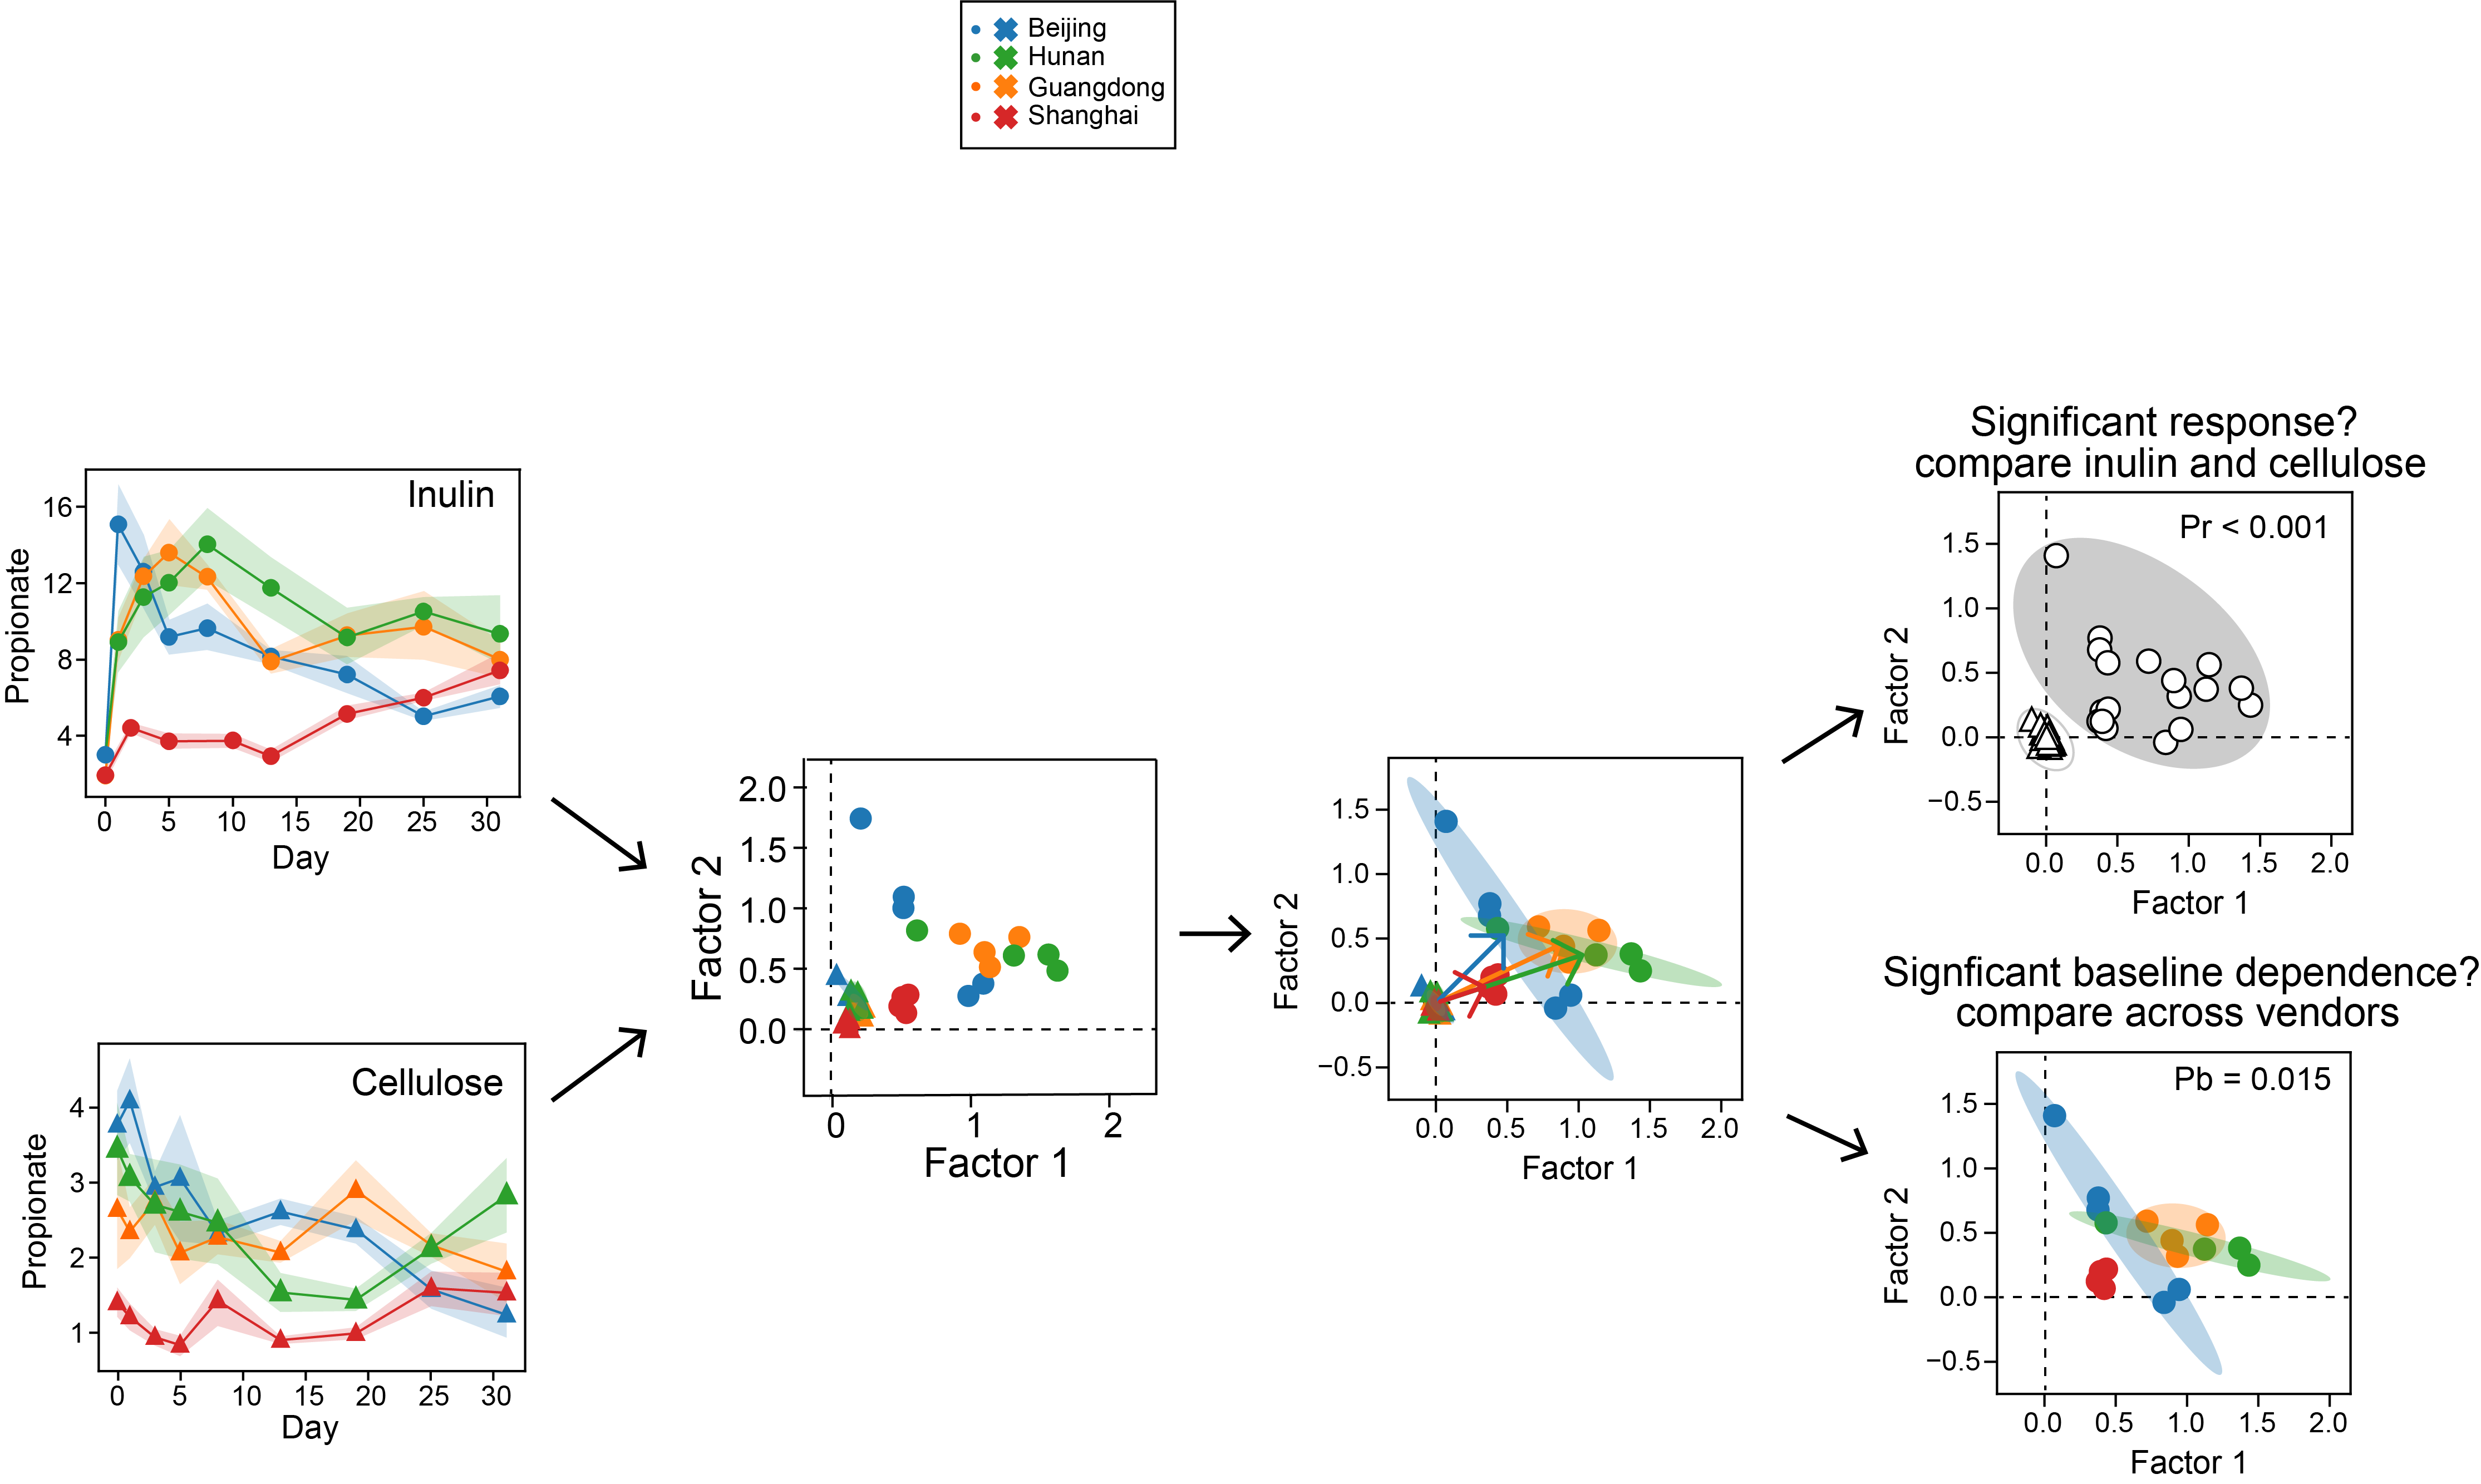 Beijing
Hunan
Guangdong
Shanghai
Inulin
Propionate
16
12
8
4
0 5 10 15 20 25 30
Day
Cellulose
Propionate
4
3
2
1
0 5 10 15 20 25 30
Day
Factor 2
2.0
1.5
1.0
0.5
0.0
0 1 2
Factor 1
Factor 2
1.5
1.0
0.5
0.0
−0.5
0.0 0.5 1.0 1.5 2.0
Factor 1
Significant response?
compare inulin and cellulose
Pr < 0.001
Factor 2
1.5
1.0
0.5
0.0
−0.5
0.0 0.5 1.0 1.5 2.0
Factor 1
Signficant baseline dependence?
compare across vendors
Pb = 0.015
Factor 2
1.5
1.0
0.5
0.0
−0.5
0.0 0.5 1.0 1.5 2.0
Factor 1